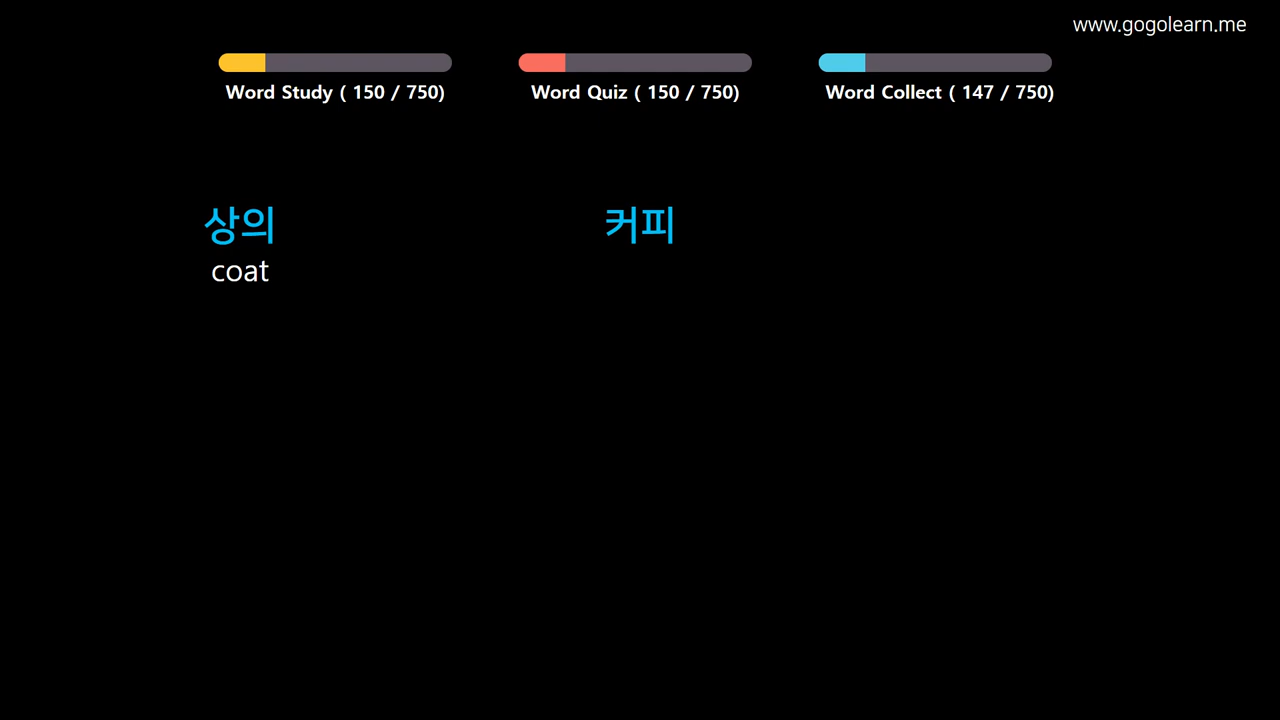 www.gogolearn.me
Word Study ( 150 / 750)
Word Quiz ( 150 / 750)
Word Collect ( 147 / 750)
상의
커피
coat